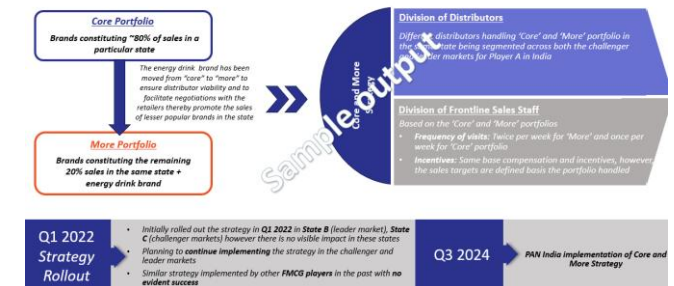 Core Portfolio
Brands constituting ~80% of sales in a
particular state
The energy drink brand has been
moved from "core" to "more" to
ensure distributor viability and to
facilitate negotiations with the
retailers thereby promote the sales
of lesser popular brands in the state
More Portfolio
Brands constituting the remaining
20% sales in the same state +
energy drink brand
Core and More
Strategy
Sample Output
Division of Distributors
Different distributors handling 'Core' and 'More' portfolio in
the same state being segmented across both the challenger
and leader markets for Player A in India
Division of Frontline Sales Staff
Based on the 'Core' and 'More' portfolios
• Frequency of visits: Twice per week for 'More' and once per
week for 'Core' portfolio
• Incentives: Same base compensation and incentives, however,
the sales targets are defined basis the portfolio handled
Q1 2022
Strategy
Rollout
• Initially rolled out the strategy in Q1 2022 in State B (leader market), State
C (challenger markets) however there is no visible impact in these states
• Planning to continue implementing the strategy in the challenger and
leader markets
• Similar strategy implemented by other FMCG players in the past with no
evident success
Q3 2024
PAN India implementation of Core and
More Strategy